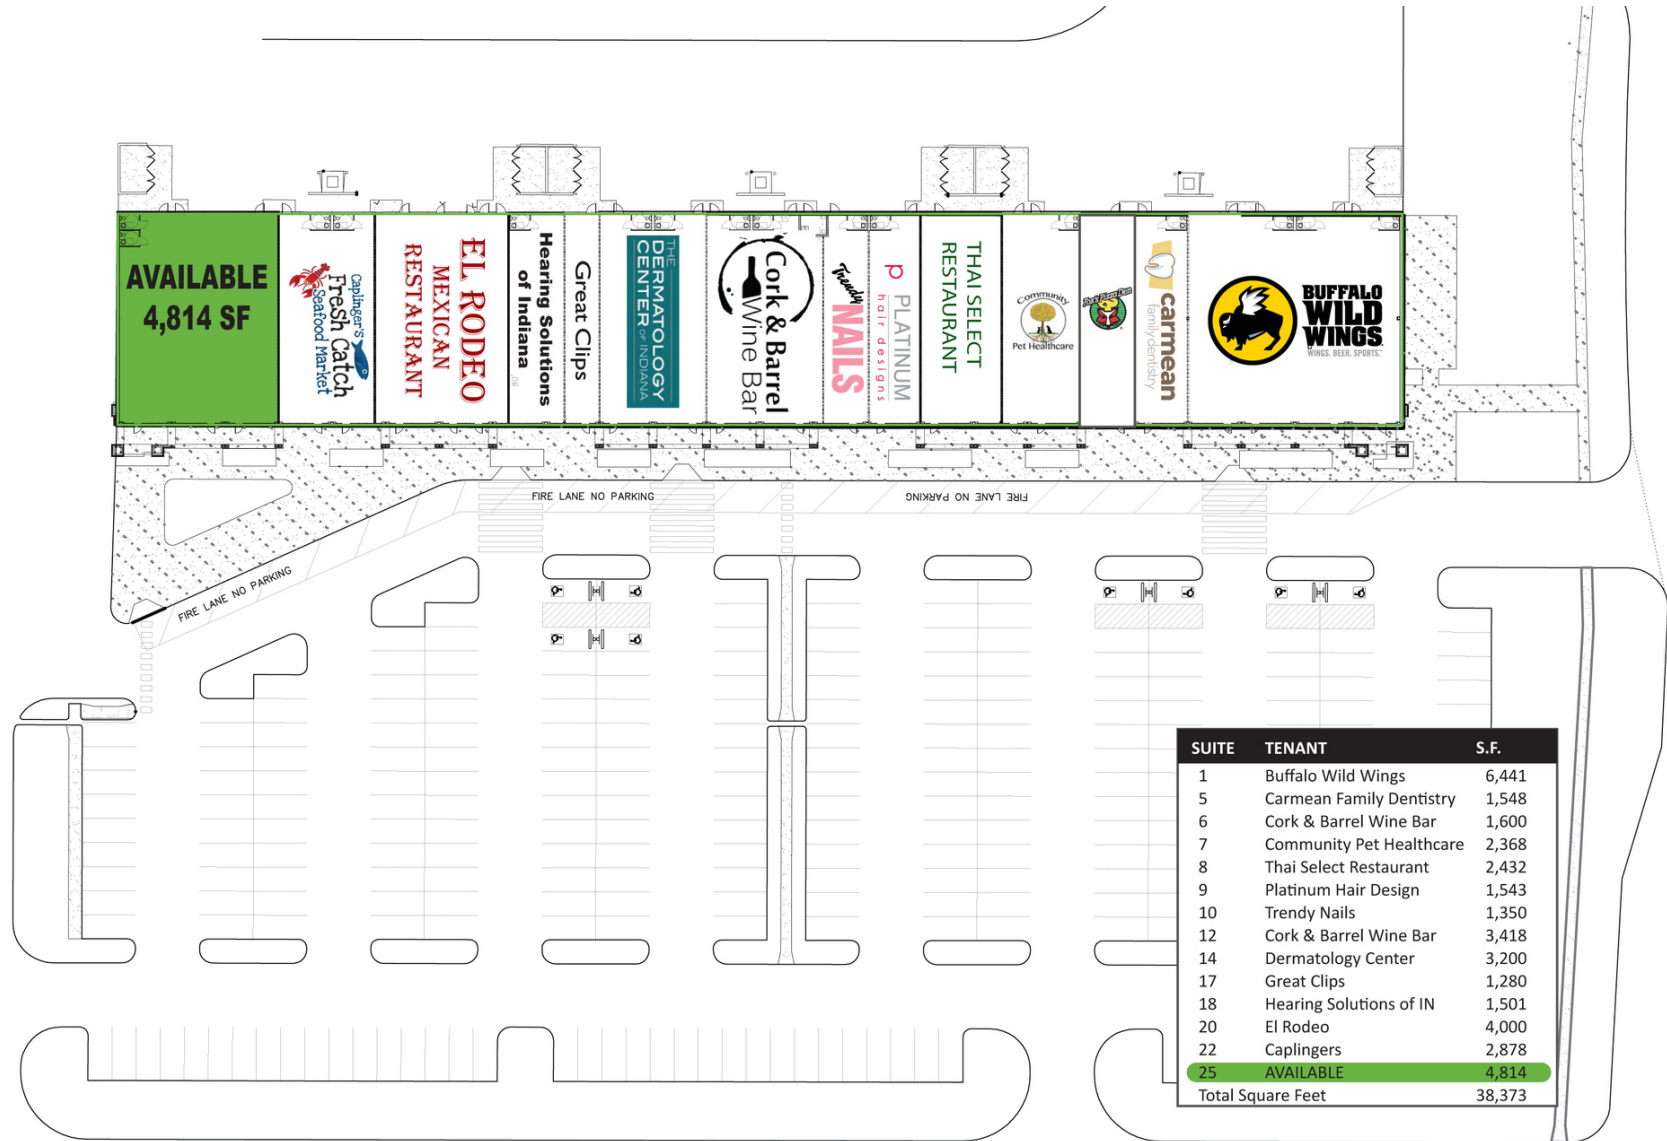 AVAILABLE
4,814 SF
Caplinger's
Fresh Catch
Seafood Market
EL RODEO
MEXICAN
RESTAURANT
Hearing Solutions
of Indiana
Great Clips
THE
DERMATOLOGY
CENTER OF INDIANA
Cork & Barrel
Wine Bar
Trendy
NAILS
p PLATINUM
hair designs
THAI SELECT
RESTAURANT
Community
Pet Healthcare
carmean
familydentistry
BUFFALO
WILD
WINGS
WINGS. BEER. SPORTS.
FIRE LANE NO PARKING
FIRE LANE NO PARKING
FIRE LANE NO PARKING
SUITE TENANT S.F.
1 Buffalo Wild Wings 6,441
5 Carmean Family Dentistry 1,548
6 Cork & Barrel Wine Bar 1,600
7 Community Pet Healthcare 2,368
8 Thai Select Restaurant 2,432
9 Platinum Hair Design 1,543
10 Trendy Nails 1,350
12 Cork & Barrel Wine Bar 3,418
14 Dermatology Center 3,200
17 Great Clips 1,280
18 Hearing Solutions of IN 1,501
20 El Rodeo 4,000
22 Caplingers 2,878
25 AVAILABLE 4,814
Total Square Feet 38,373